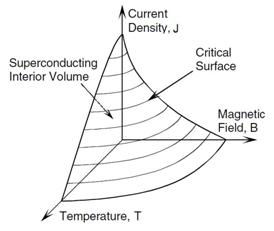 Current
Density, J
Superconducting
Interior Volume
Critical
Surface
Magnetic
Field, B
Temperature, T